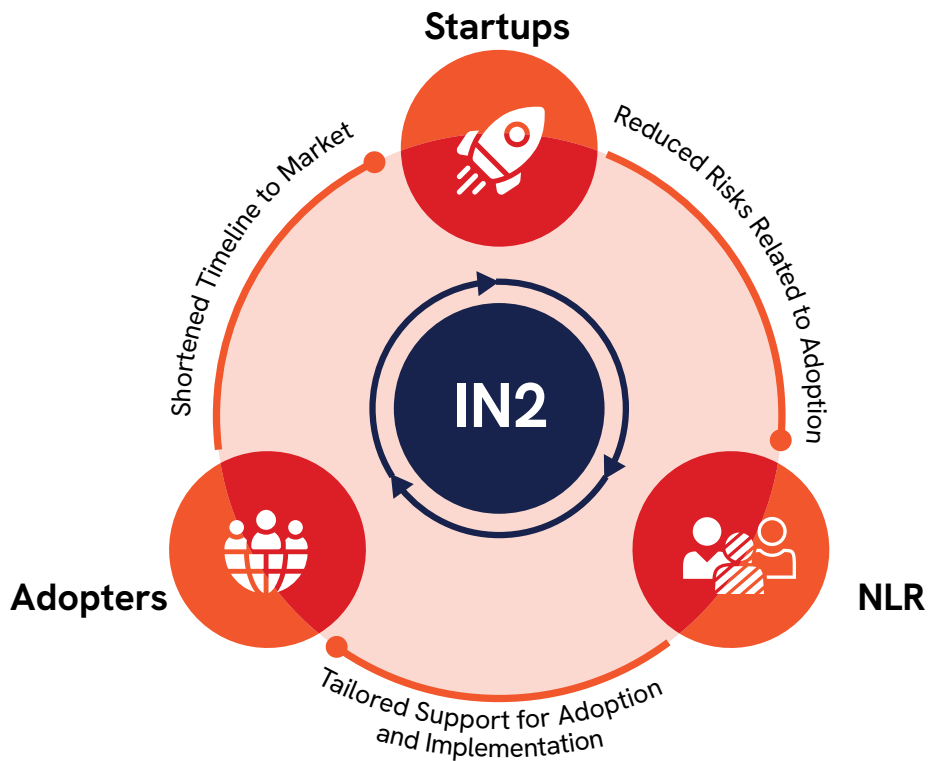 Startups
Shortened Timeline to Market
Reduced Risks Related to Adoption
IN2
Adopters
NLR
Tailored Support for Adoption
and Implementation